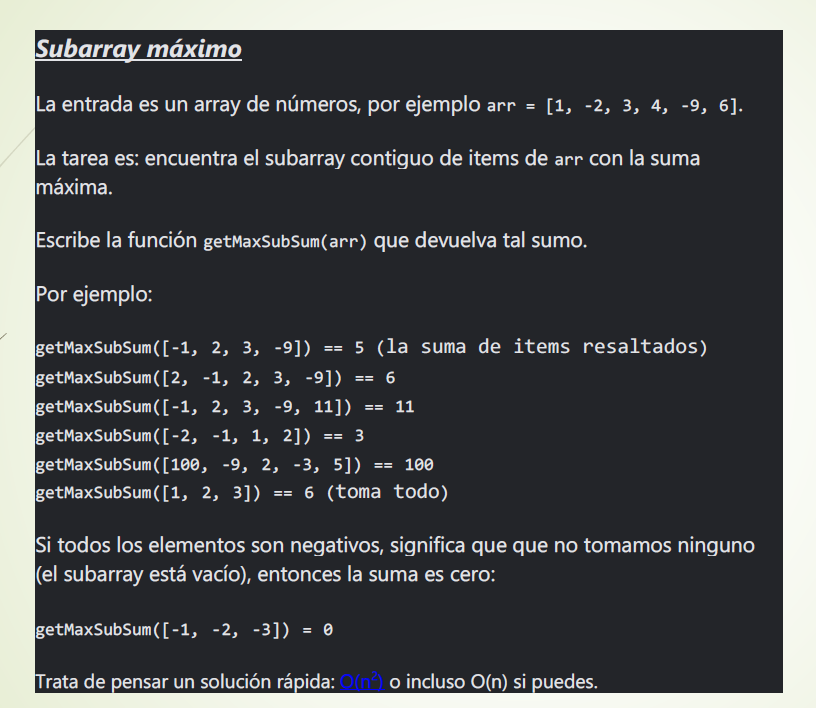 Subarray máximo
La entrada es un array de números, por ejemplo arr = [1, -2, 3, 4, -9, 6].
La tarea es: encuentra el subarray contiguo de items de arr con la suma
máxima.
Escribe la función getMaxSubSum(arr) que devuelva tal sumo.
Por ejemplo:
getMaxSubSum([-1, 2, 3, -9]) == 5 (la suma de items resaltados)
getMaxSubSum([2, -1, 2, 3, -9]) == 6
getMaxSubSum([-1, 2, 3, -9, 11]) == 11
getMaxSubSum([-2, -1, 1, 2]) == 3
getMaxSubSum([100, -9, 2, -3, 5]) == 100
getMaxSubSum([1, 2, 3]) == 6 (toma todo)
Si todos los elementos son negativos, significa que que no tomamos ninguno
(el subarray está vacío), entonces la suma es cero:
getMaxSubSum([-1, -2, -3]) = 0
Trata de pensar un solución rápida: O(n²) o incluso O(n) si puedes.